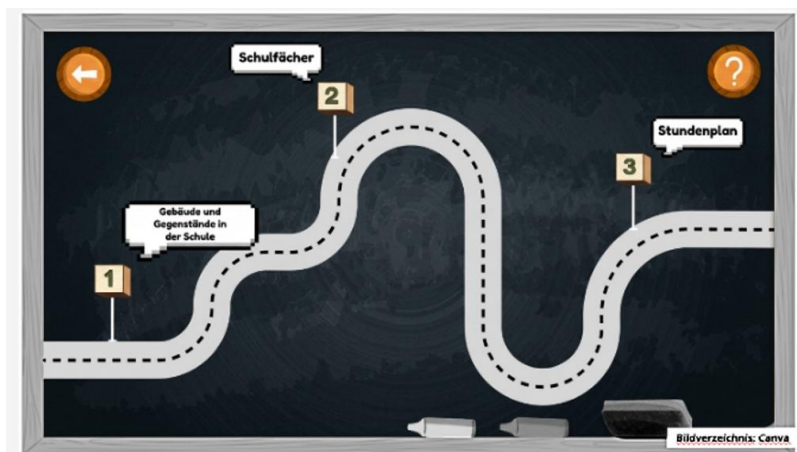 Schulfächer
2
?
Stundenplan
3
Gebäude und
Gegenstände in
der Schule
1
Bildverzeichnis: Canva